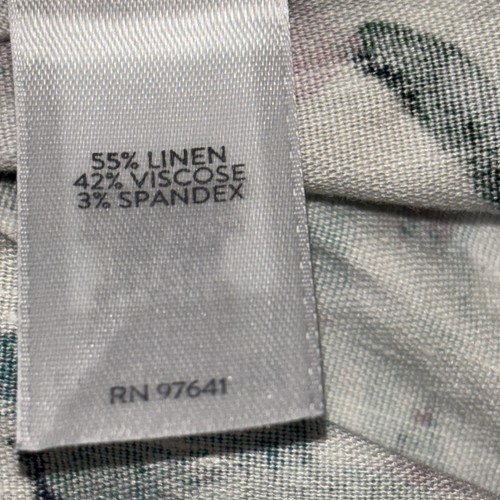 55% LINEN
42% VISCOSE
3% SPANDEX
RN 97641